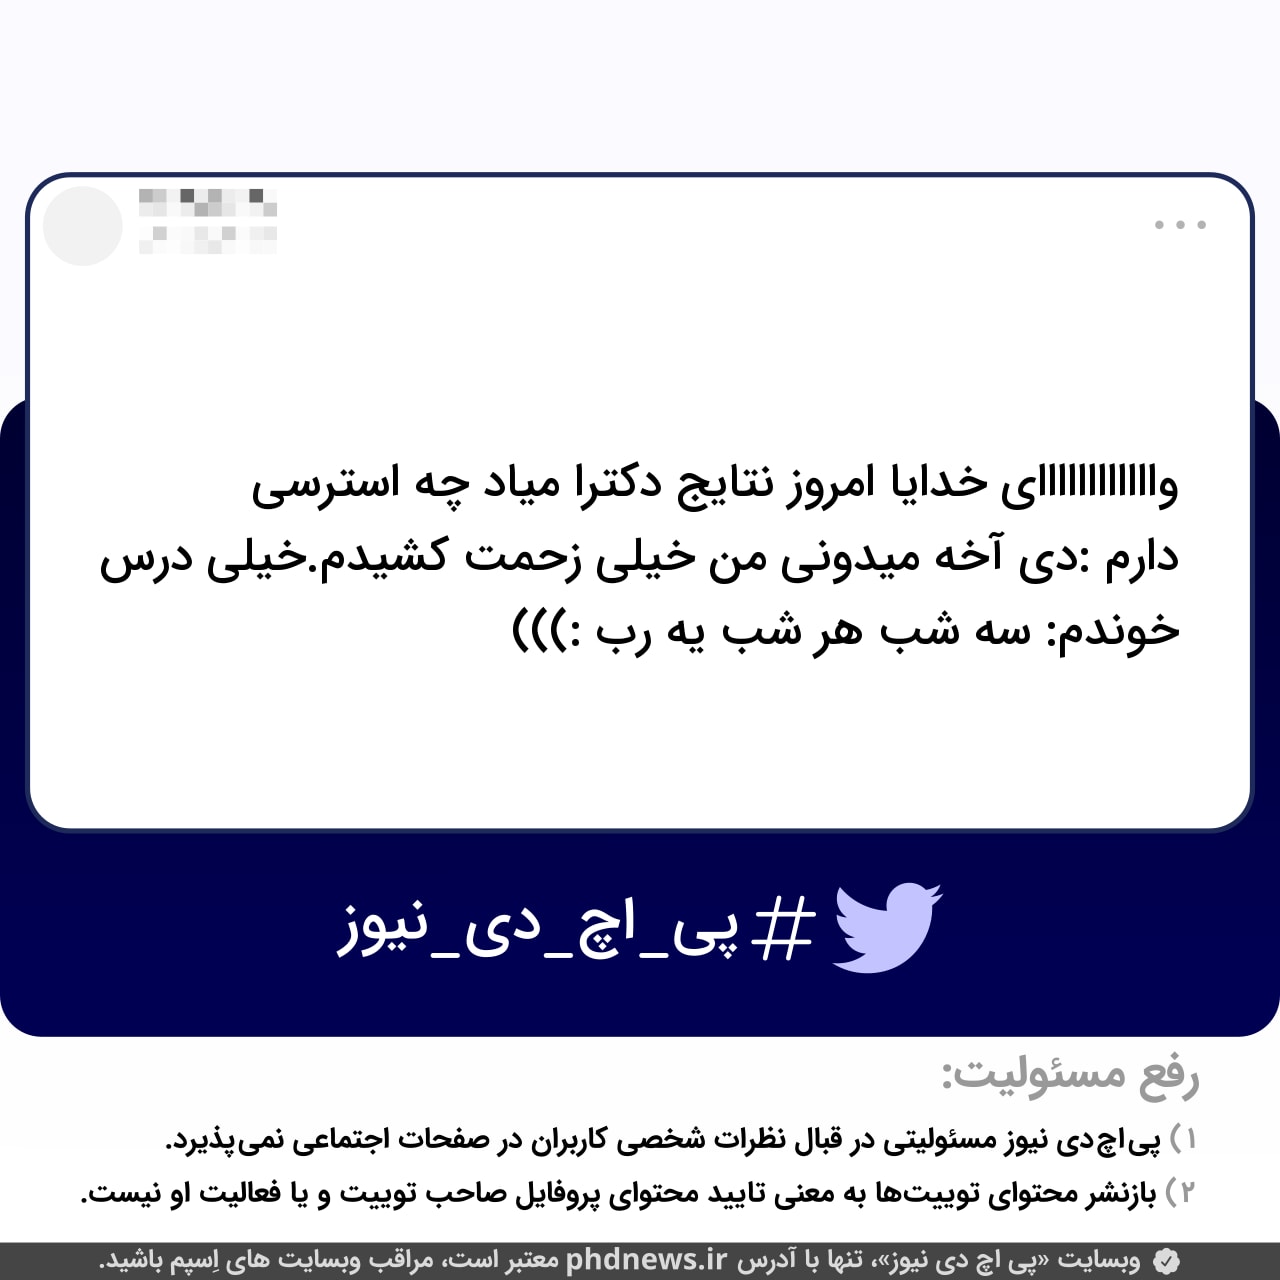 وااااااااااااای خدایا امروز نتایج دکترا میاد چه استرسی
دارم :دی آخه میدونی من خیلی زحمت کشیدم.خیلی درس
خوندم: سه شب هر شب یه رب :)))
#پی_اچ_دی_نیوز
رفع مسئولیت:
۱) پی‌اچ‌دی نیوز مسئولیتی در قبال نظرات شخصی کاربران در صفحات اجتماعی نمی‌پذیرد.
۲) بازنشر محتوای توییت‌ها به معنی تایید محتوای پروفایل صاحب توییت و یا فعالیت او نیست.
وبسایت «پی اچ دی نیوز»، تنها با آدرس phdnews.ir معتبر است، مراقب وبسایت های اِسپم باشید.